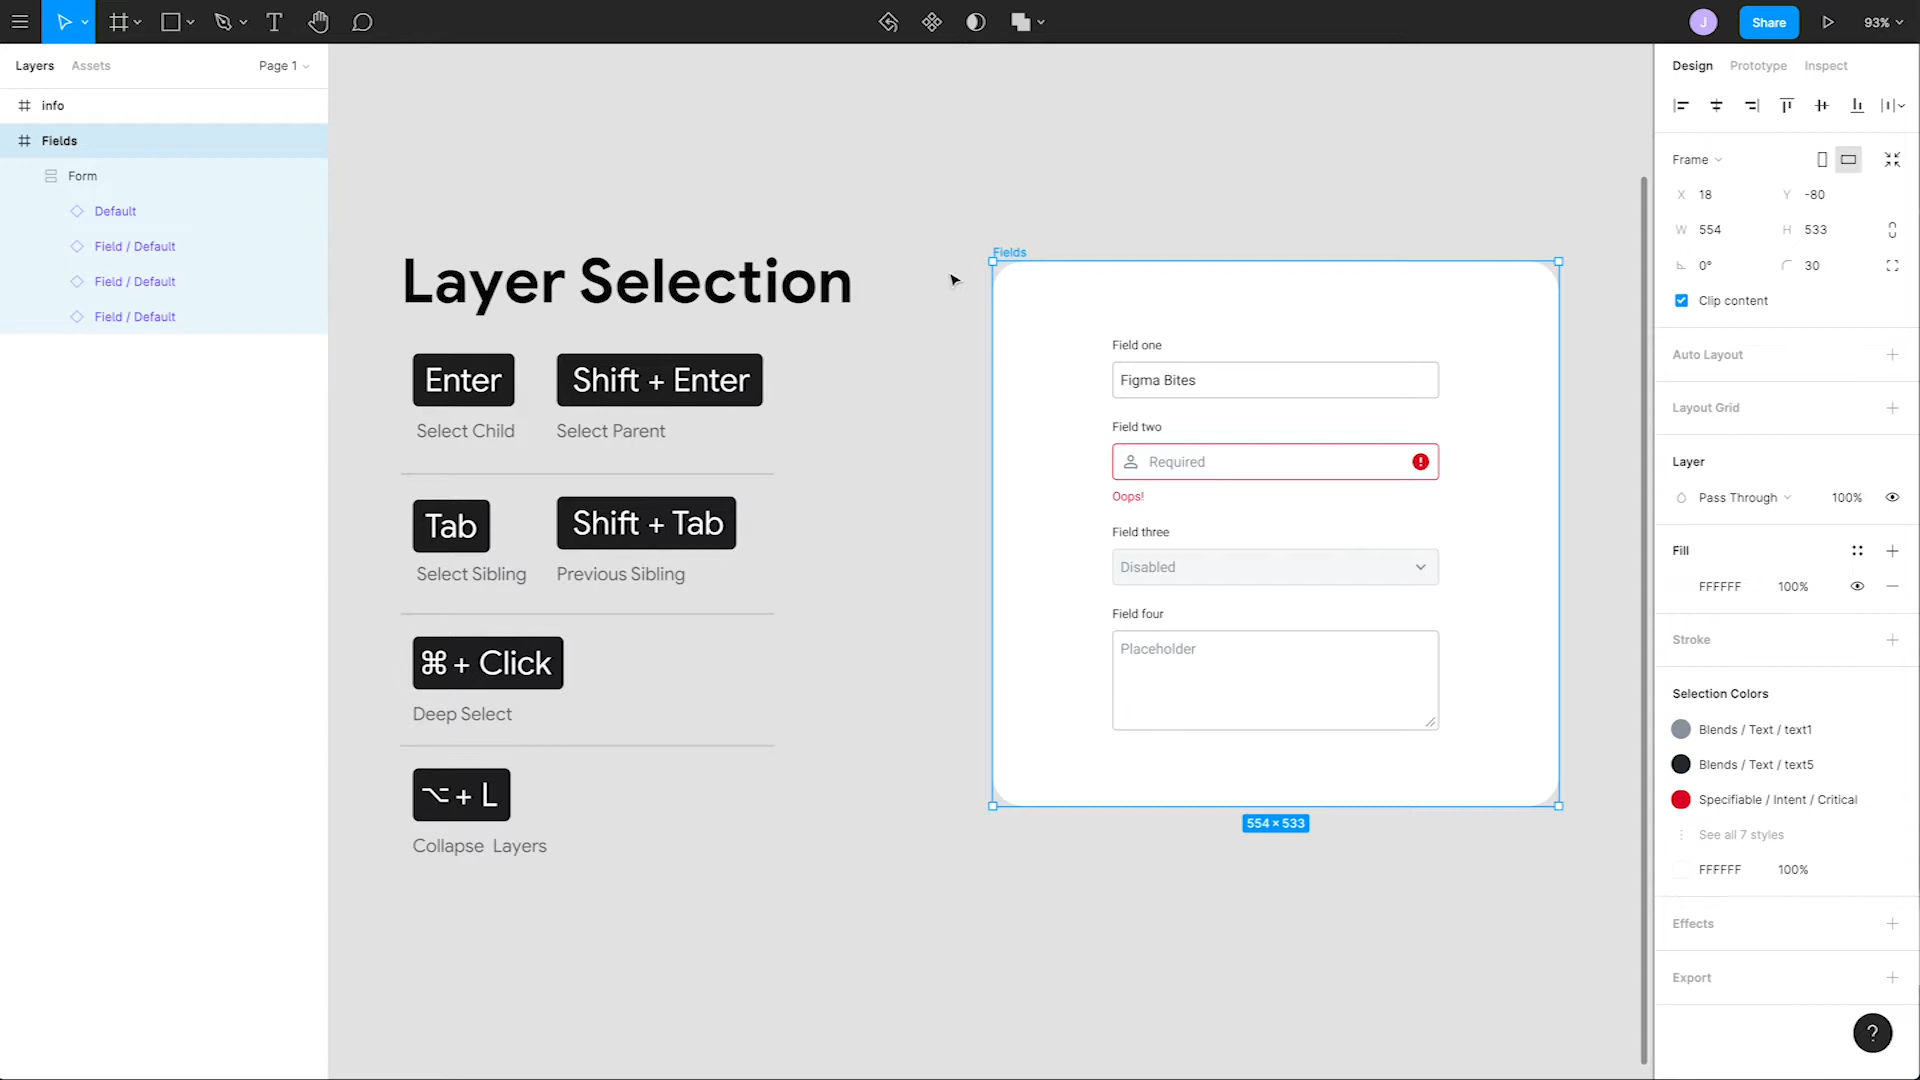 J
Share
93%
Layers
Assets
Page 1
info
Fields
Form
Default
Field / Default
Field / Default
Field / Default
Layer Selection
Enter
Shift + Enter
Select Child
Select Parent
Tab
Shift + Tab
Select Sibling
Previous Sibling
⌘ + Click
Deep Select
⌥ + L
Collapse Layers
Fields
Field one
Figma Bites
Field two
Required
Oops!
Field three
Disabled
Field four
Placeholder
554 × 533
Design
Prototype
Inspect
Frame
X 18
Y -80
W 554
H 533
0°
30
Clip content
Auto Layout
Layout Grid
Layer
Pass Through
100%
Fill
FFFFFF
100%
Stroke
Selection Colors
Blends / Text / text1
Blends / Text / text5
Specifiable / Intent / Critical
See all 7 styles
FFFFFF
100%
Effects
Export
?